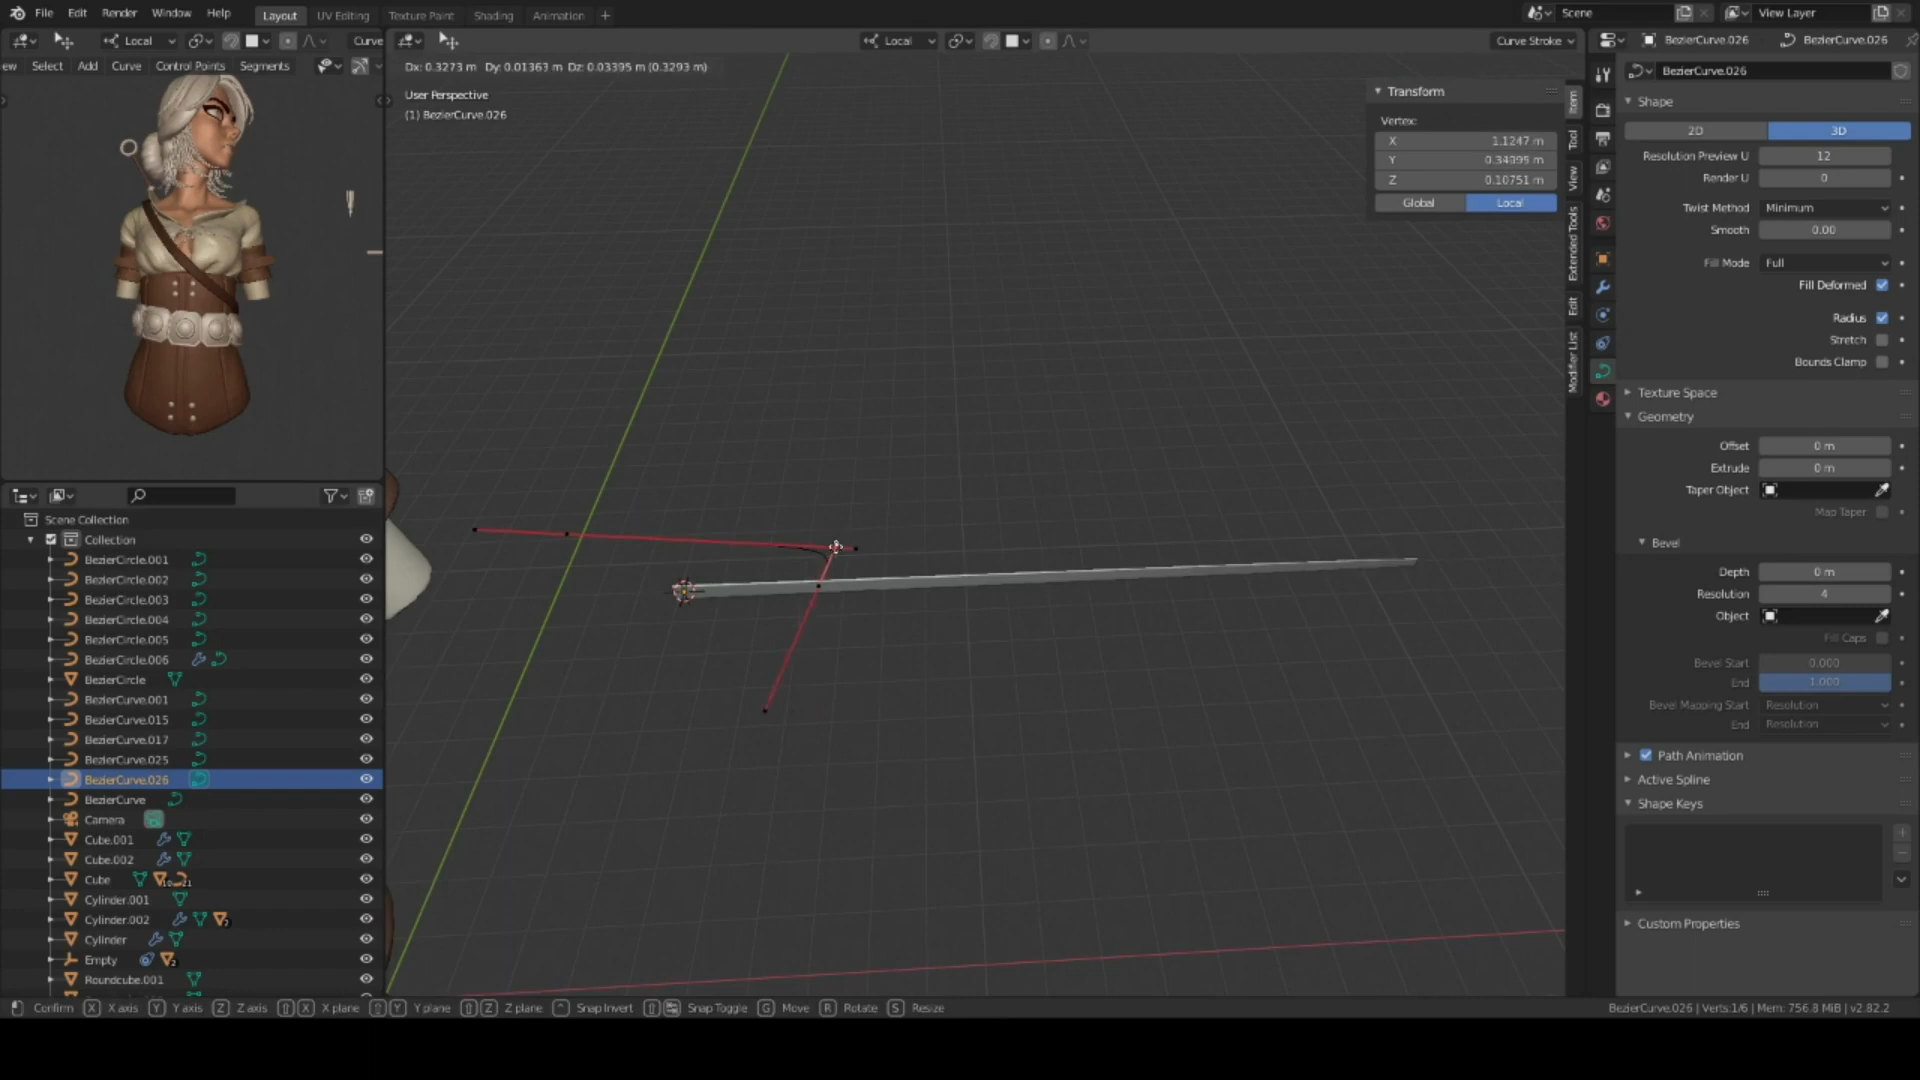 File Edit Render Window Help Layout UV Editing Texture Paint Shading Animation + Scene View Layer
Local Curve Local Curve Stroke BezierCurve.026 BezierCurve.026
ew Select Add Curve Control Points Segments Dx: 0.3273 m Dy: 0.01363 m Dz: 0.03395 m (0.3293 m) BezierCurve.026
User Perspective
(1) BezierCurve.026
Transform
Vertex:
X 1.1247 m
Y 0.34095 m
Z 0.10751 m
Global Local
Item
Tool
View
Extended Tools
Edit
Modifier List
Shape
2D 3D
Resolution Preview U 12
Render U 0
Twist Method Minimum
Smooth 0.00
Fill Mode Full
Fill Deformed
Radius
Stretch
Bounds Clamp
Texture Space
Geometry
Offset 0 m
Extrude 0 m
Taper Object
Map Taper
Bevel
Depth 0 m
Resolution 4
Object
Fill Caps
Bevel Start 0.000
End 1.000
Bevel Mapping Start Resolution
End Resolution
Path Animation
Active Spline
Shape Keys
Custom Properties
Scene Collection
Collection
BezierCircle.001
BezierCircle.002
BezierCircle.003
BezierCircle.004
BezierCircle.005
BezierCircle.006
BezierCircle
BezierCurve.001
BezierCurve.015
BezierCurve.017
BezierCurve.025
BezierCurve.026
BezierCurve
Camera
Cube.001
Cube.002
Cube
Cylinder.001
Cylinder.002
Cylinder
Empty
Roundcube.001
Confirm X X axis Y Y axis Z Z axis X X plane Y Y plane Z Z plane Snap Invert Snap Toggle G Move R Rotate S Resize BezierCurve.026 | Verts:1/6 | Mem: 756.8 MiB | v2.82.2